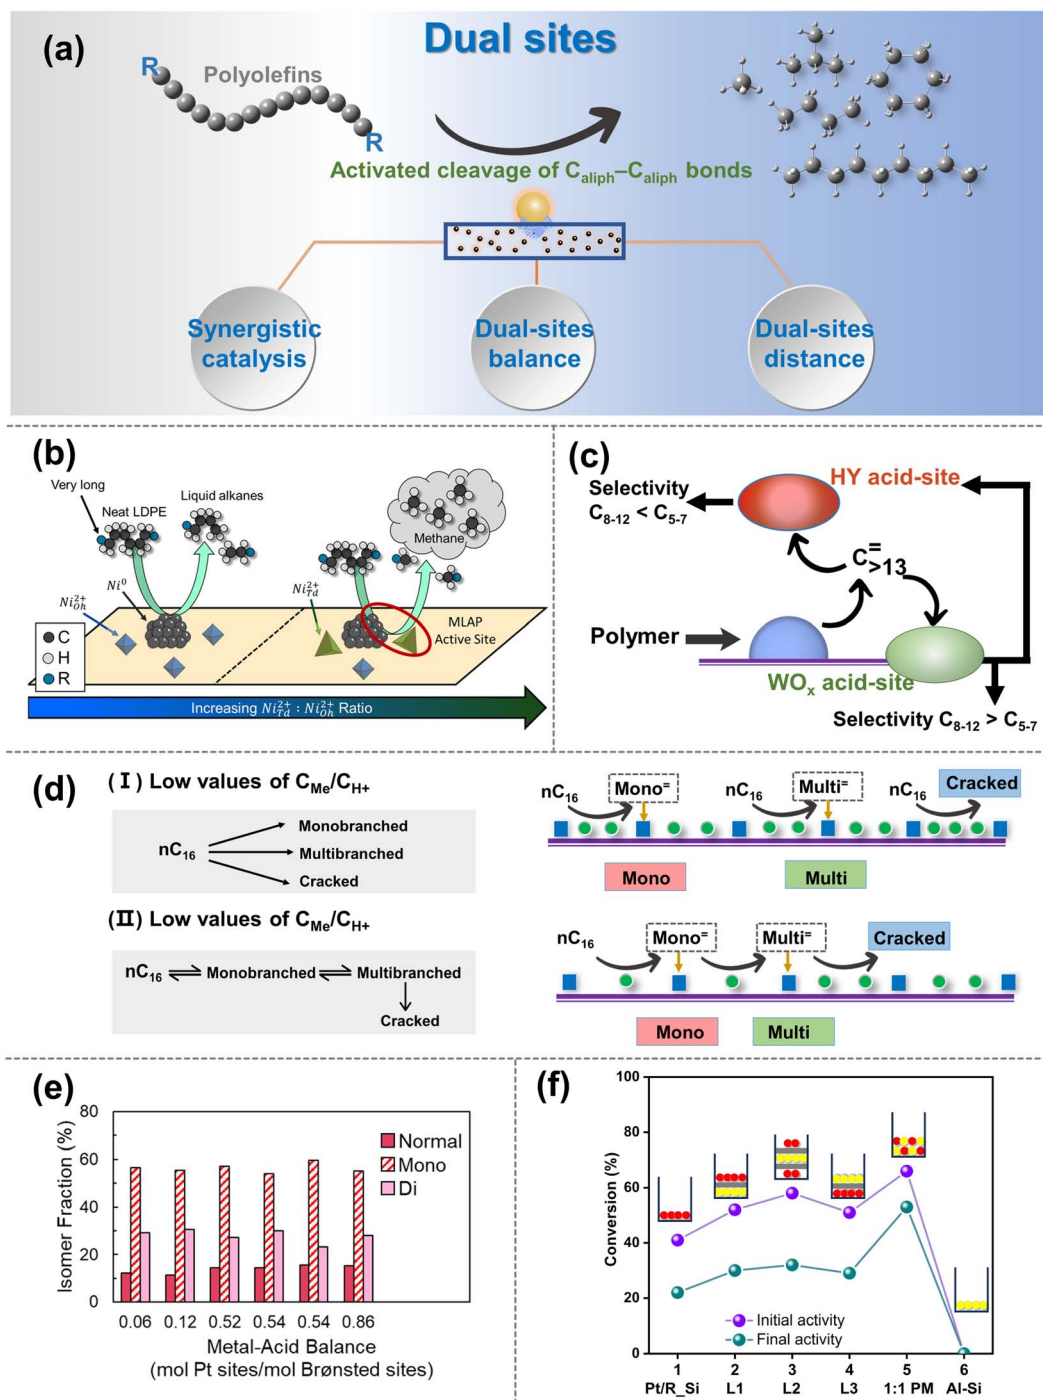 (a)
Dual sites
R
Polyolefins
R
Activated cleavage of Caliph–Caliph bonds
Synergistic
catalysis
Dual-sites
balance
Dual-sites
distance
(b)
Very long
Neat LDPE
Liquid alkanes
Methane
Ni0
Ni2+Oh
Ni2+Td
MLAP
Active Site
C
H
R
Increasing Ni2+Td : Ni2+Oh Ratio
(c)
HY acid-site
Selectivity
C8-12 < C5-7
C=>13
Polymer
WOx acid-site
Selectivity C8-12 > C5-7
(d)
(I) Low values of CMe/CH+
nC16
Monobranched
Multibranched
Cracked
nC16
Mono=
nC16
Multi=
nC16
Cracked
Mono
Multi
(II) Low values of CMe/CH+
nC16
Monobranched
Multibranched
Cracked
nC16
Mono=
Multi=
Cracked
Mono
Multi
(e)
Isomer Fraction (%)
80
60
40
20
0
Normal
Mono
Di
0.06 0.12 0.52 0.54 0.54 0.86
Metal-Acid Balance
(mol Pt sites/mol Brønsted sites)
(f)
Conversion (%)
100
80
60
40
20
0
Initial activity
Final activity
1 2 3 4 5 6
Pt/R_Si L1 L2 L3 1:1 PM Al-Si